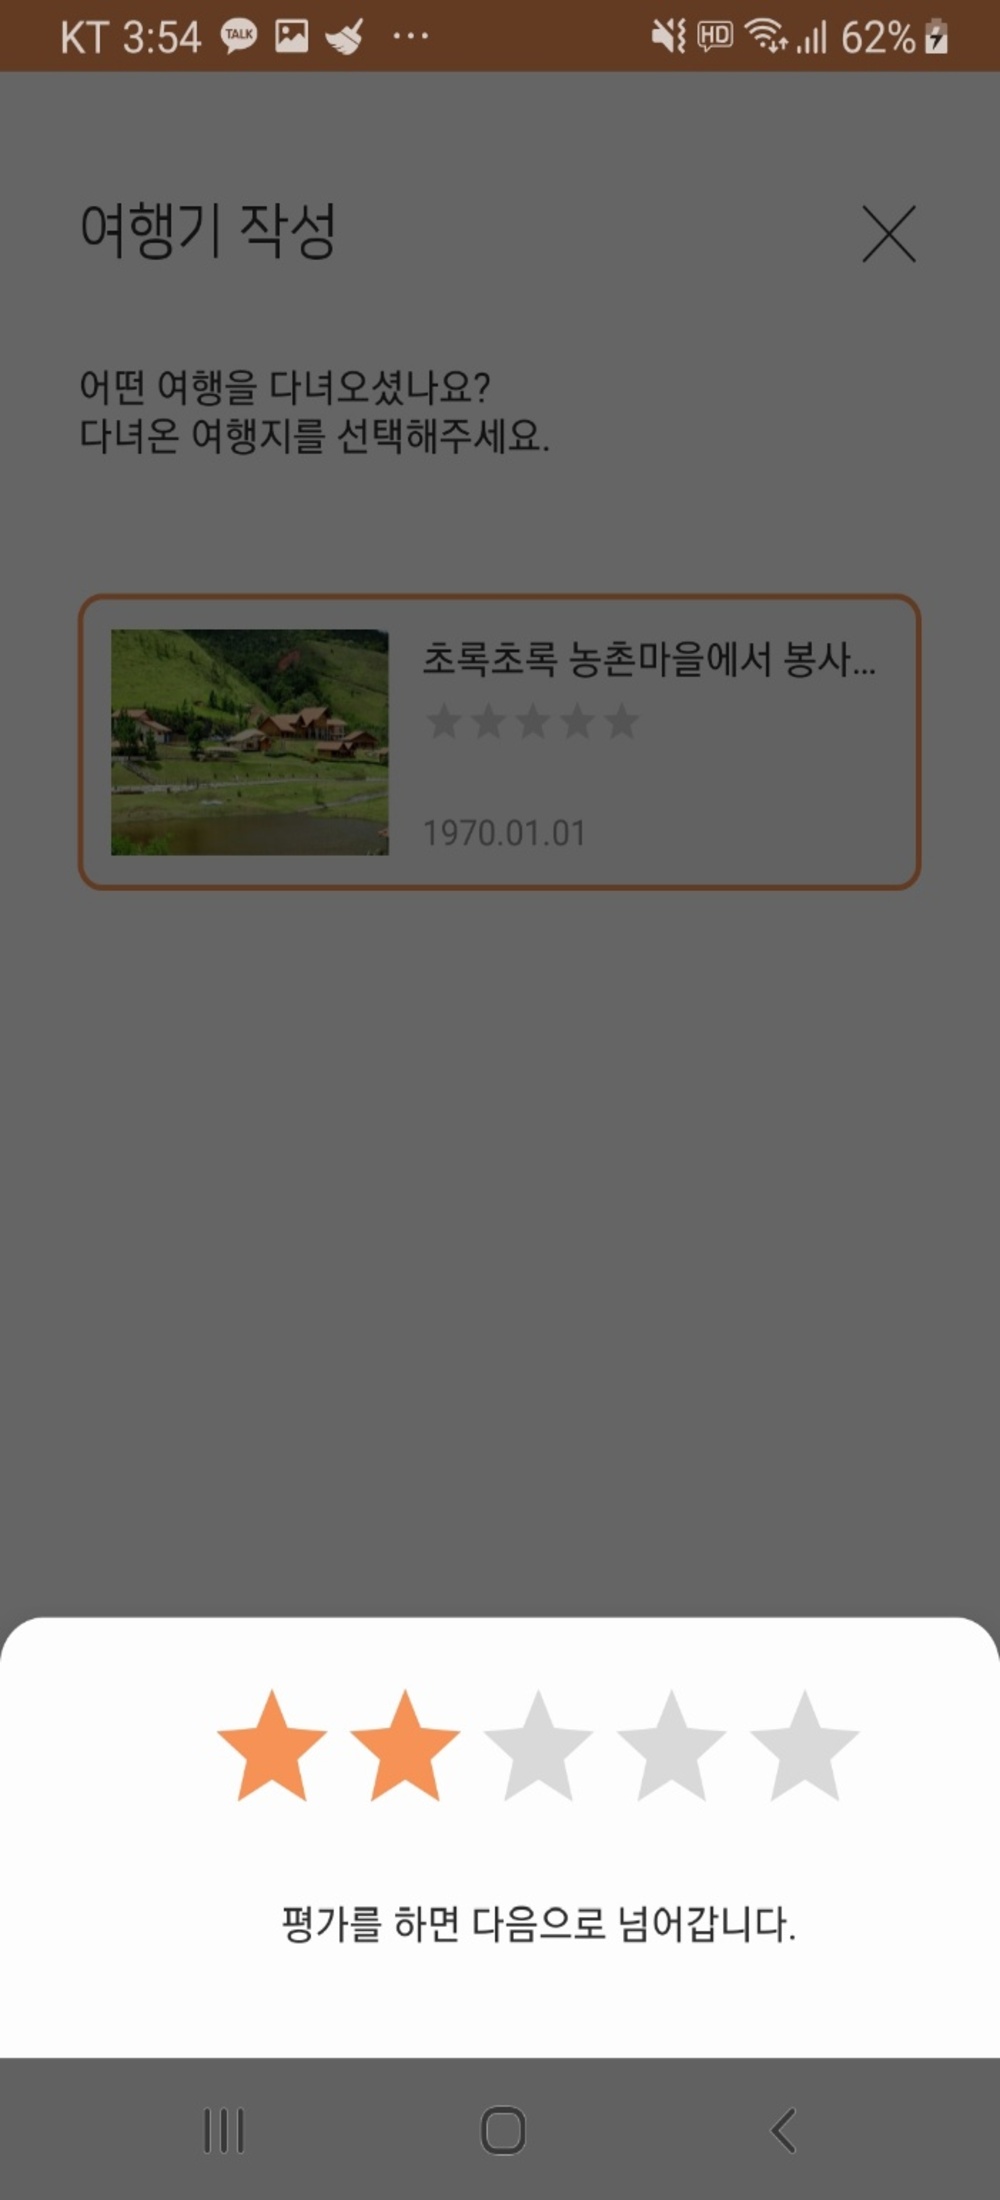 KT 3:54 TALK HD 62%
여행기 작성
어떤 여행을 다녀오셨나요?
다녀온 여행지를 선택해주세요.
초록초록 농촌마을에서 봉사...
1970.01.01
평가를 하면 다음으로 넘어갑니다.